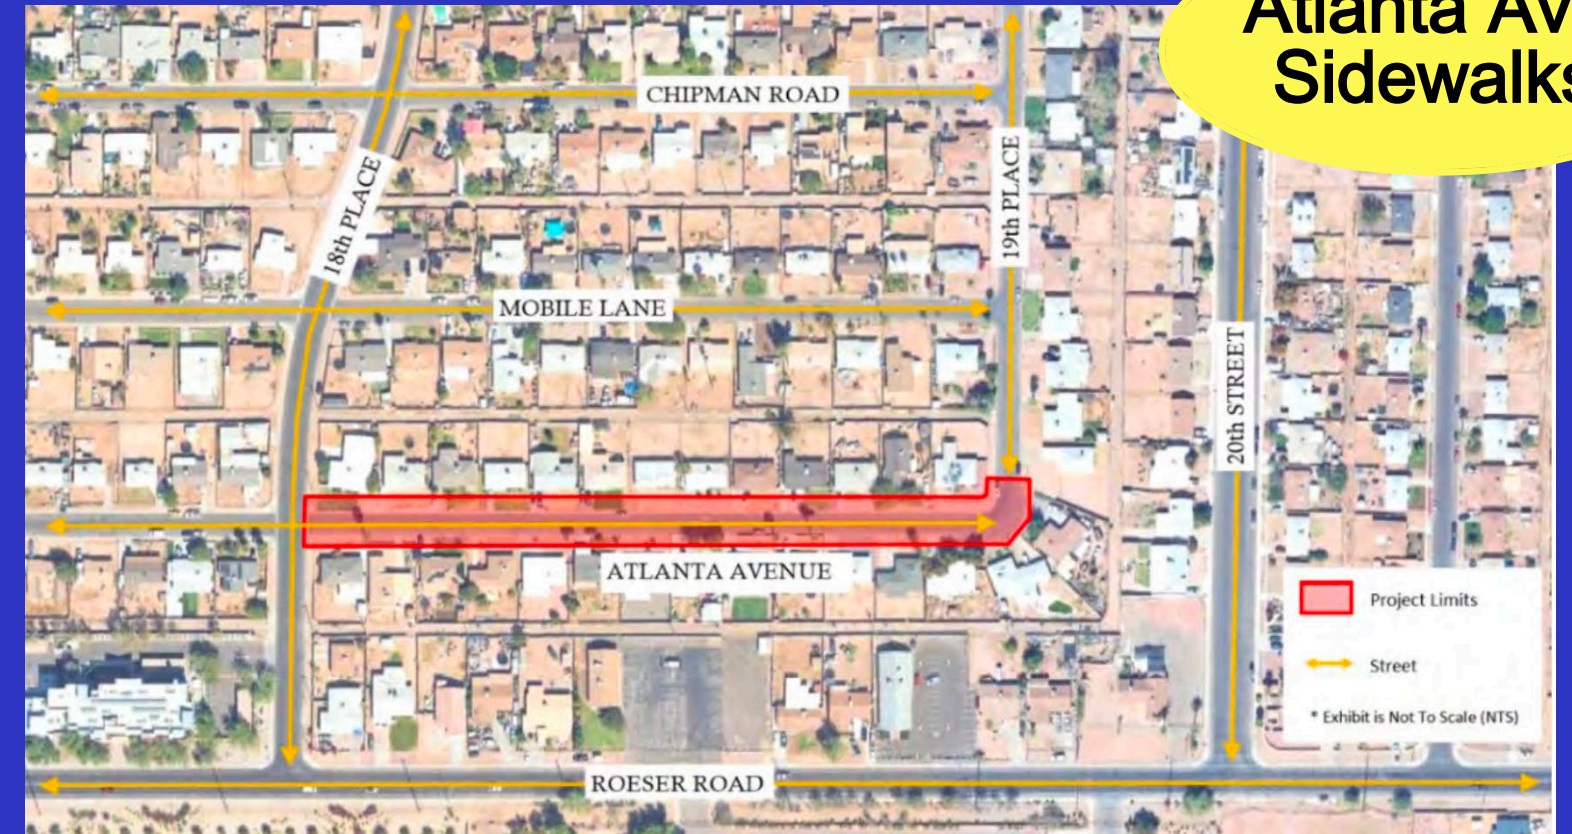 Atlanta Av
Sidewalks
CHIPMAN ROAD
18th PLACE
19th PLACE
MOBILE LANE
20th STREET
ATLANTA AVENUE
Project Limits
Street
* Exhibit is Not To Scale (NTS)
ROESER ROAD